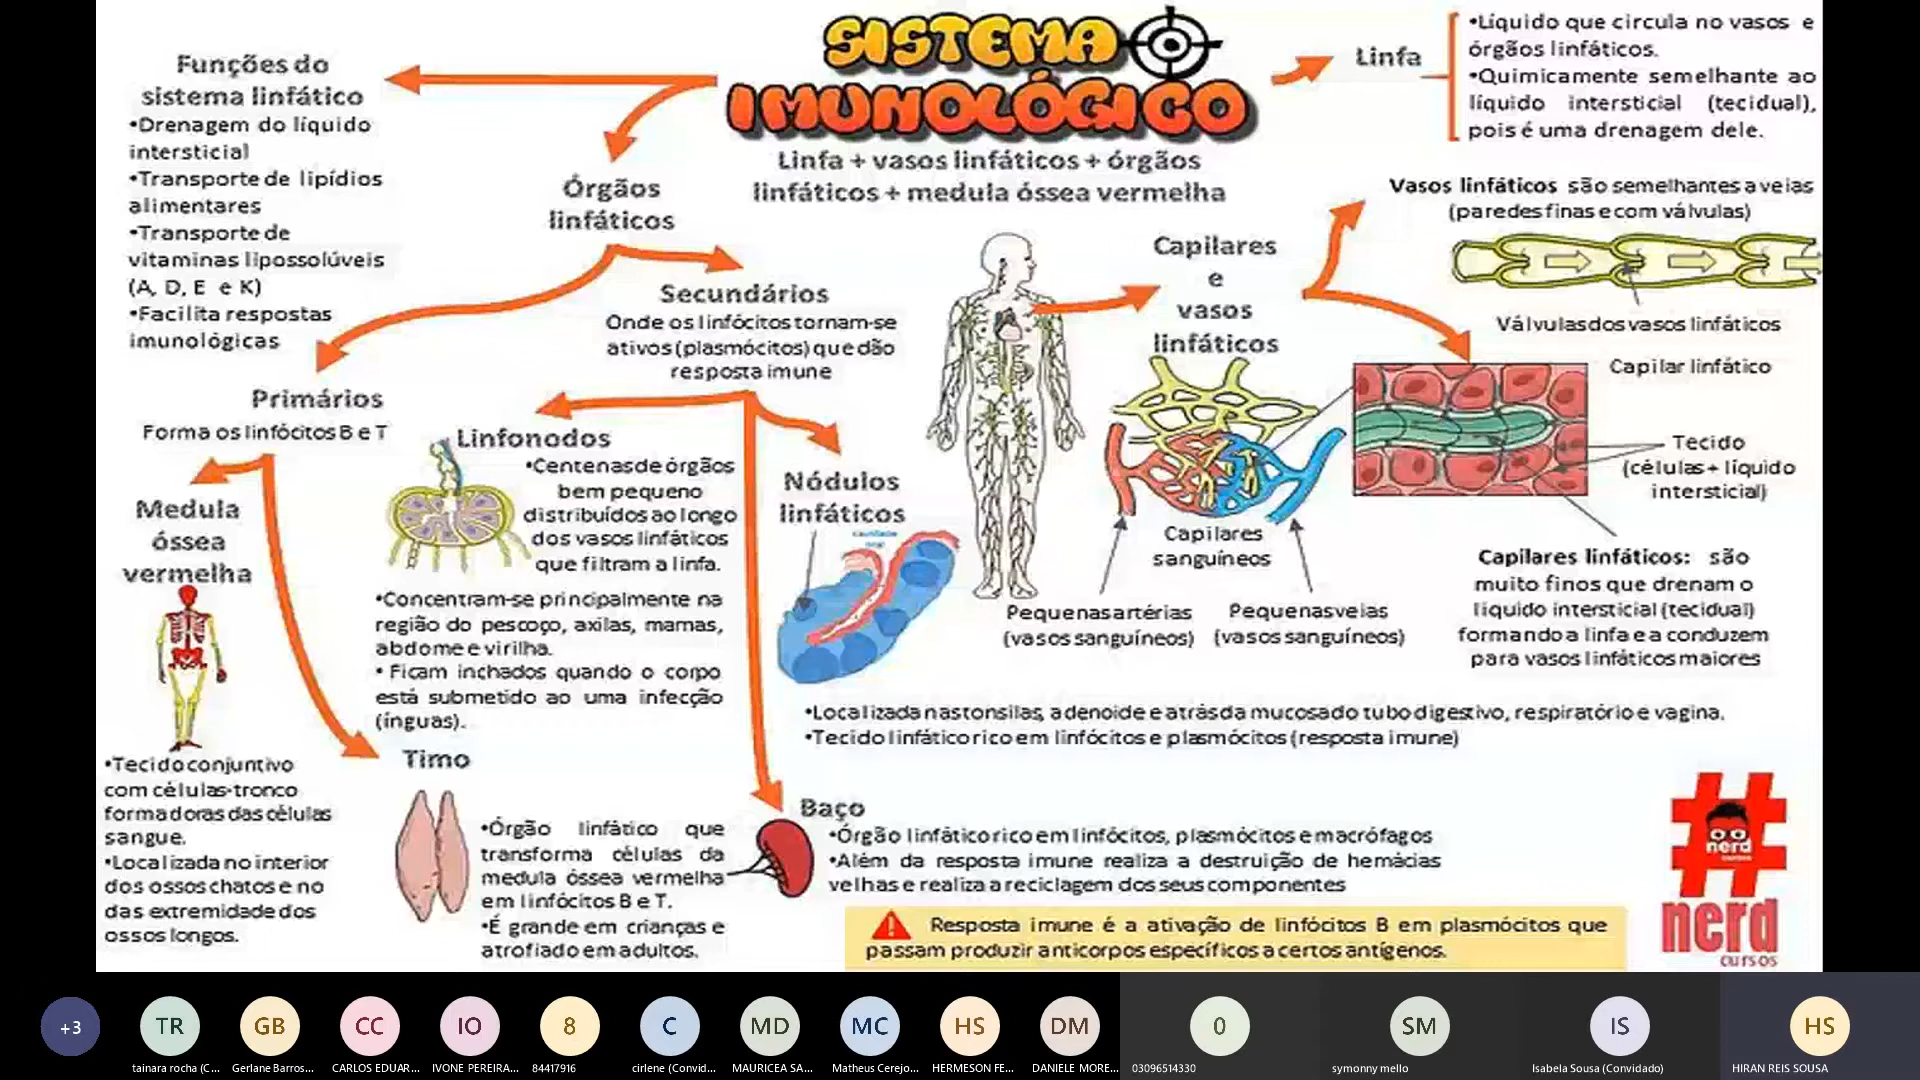 SISTEMA
IMUNOLÓGICO
Linfa + vasos linfáticos + órgãos
linfáticos + medula óssea vermelha
Funções do
sistema linfático
•Drenagem do líquido
intersticial
•Transporte de lipídios
alimentares
•Transporte de
vitaminas lipossolúveis
(A, D, E e K)
•Facilita respostas
imunológicas
Órgãos
linfáticos
Linfa
•Líquido que circula no vasos e
órgãos linfáticos.
•Quimicamente semelhante ao
líquido intersticial (tecidual),
pois é uma drenagem dele.
Vasos linfáticos são semelhantes a veias
(paredes finas e com válvulas)
Válvulas dos vasos linfáticos
Capilares
e
vasos
linfáticos
Secundários
Onde os linfócitos tornam-se
ativos (plasmócitos) que dão
resposta imune
Primários
Forma os linfócitos B e T
Capilar linfático
Tecido
(células + líquido
intersticial)
Linfonodos
•Centenas de órgãos
bem pequeno
distribuídos ao longo
dos vasos linfáticos
que filtram a linfa.
•Concentram-se principalmente na
região do pescoço, axilas, mamas,
abdome e virilha.
• Ficam inchados quando o corpo
está submetido ao uma infecção
(ínguas).
Nódulos
linfáticos
Capilares
sanguíneos
Pequenas artérias
(vasos sanguíneos)
Pequenas veias
(vasos sanguíneos)
Capilares linfáticos: são
muito finos que drenam o
líquido intersticial (tecidual)
formando a linfa e a conduzem
para vasos linfáticos maiores
•Localizada nas tonsilas, adenoide e atrás da mucosa do tubo digestivo, respiratório e vagina.
•Tecido linfático rico em linfócitos e plasmócitos (resposta imune)
Medula
óssea
vermelha
•Tecido conjuntivo
com células-tronco
formadoras das células
sangue.
•Localizada no interior
dos ossos chatos e no
das extremidade dos
ossos longos.
Timo
•Órgão linfático que
transforma células da
medula óssea vermelha
em linfócitos B e T.
•É grande em crianças e
atrofiado em adultos.
Baço
•Órgão linfático rico em linfócitos, plasmócitos e macrófagos
•Além da resposta imune realiza a destruição de hemácias
velhas e realiza a reciclagem dos seus componentes
Resposta imune é a ativação de linfócitos B em plasmócitos que
passam produzir anticorpos específicos a certos antígenos.
nerd
nerd
cursos
+3
TR
GB
CC
IO
8
C
MD
MC
HS
DM
0
SM
IS
HS
tainara rocha (C...
Gerlane Barros...
CARLOS EDUAR...
IVONE PEREIRA...
84417916
cirlene (Convid...
MAURICEA SA...
Matheus Cerejo...
HERMESON FE...
DANIELE MORE...
03096514330
symonny mello
Isabela Sousa (Convidado)
HIRAN REIS SOUSA